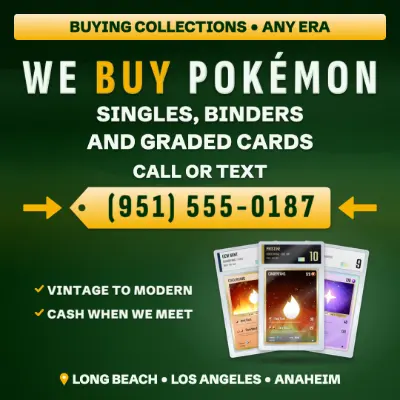 BUYING COLLECTIONS • ANY ERA
WE BUY POKÉMON
SINGLES, BINDERS
AND GRADED CARDS
CALL OR TEXT
(951) 555-0187
10
9
VINTAGE TO MODERN
CASH WHEN WE MEET
LONG BEACH • LOS ANGELES • ANAHEIM